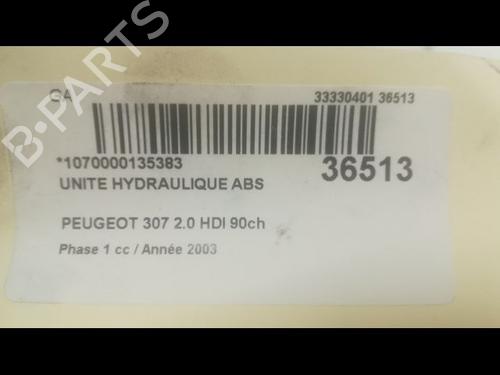 GA 33330401 36513
*1070000135383 36513
UNITE HYDRAULIQUE ABS
PEUGEOT 307 2.0 HDI 90ch
Phase 1 cc / Année 2003
B-PARTS